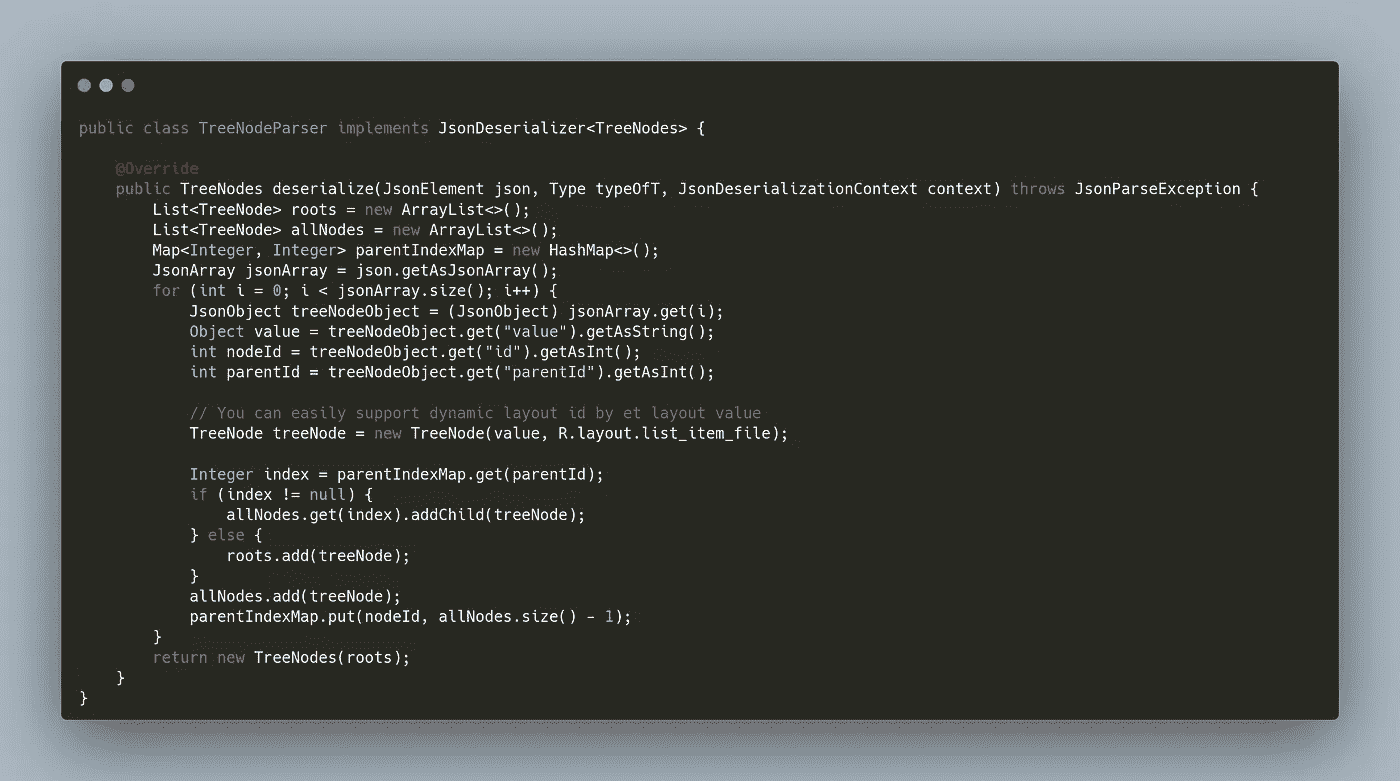 public class TreeNodeParser implements JsonDeserializer<TreeNodes> {
@Override
public TreeNodes deserialize(JsonElement json, Type typeOfT, JsonDeserializationContext context) throws JsonParseException {
List<TreeNode> roots = new ArrayList<>();
List<TreeNode> allNodes = new ArrayList<>();
Map<Integer, Integer> parentIndexMap = new HashMap<>();
JsonArray jsonArray = json.getAsJsonArray();
for (int i = 0; i < jsonArray.size(); i++) {
JsonObject treeNodeObject = (JsonObject) jsonArray.get(i);
Object value = treeNodeObject.get("value").getAsString();
int nodeId = treeNodeObject.get("id").getAsInt();
int parentId = treeNodeObject.get("parentId").getAsInt();
// You can easily support dynamic layout id by et layout value
TreeNode treeNode = new TreeNode(value, R.layout.list_item_file);
Integer index = parentIndexMap.get(parentId);
if (index != null) {
allNodes.get(index).addChild(treeNode);
} else {
roots.add(treeNode);
}
allNodes.add(treeNode);
parentIndexMap.put(nodeId, allNodes.size() - 1);
}
return new TreeNodes(roots);
}
}